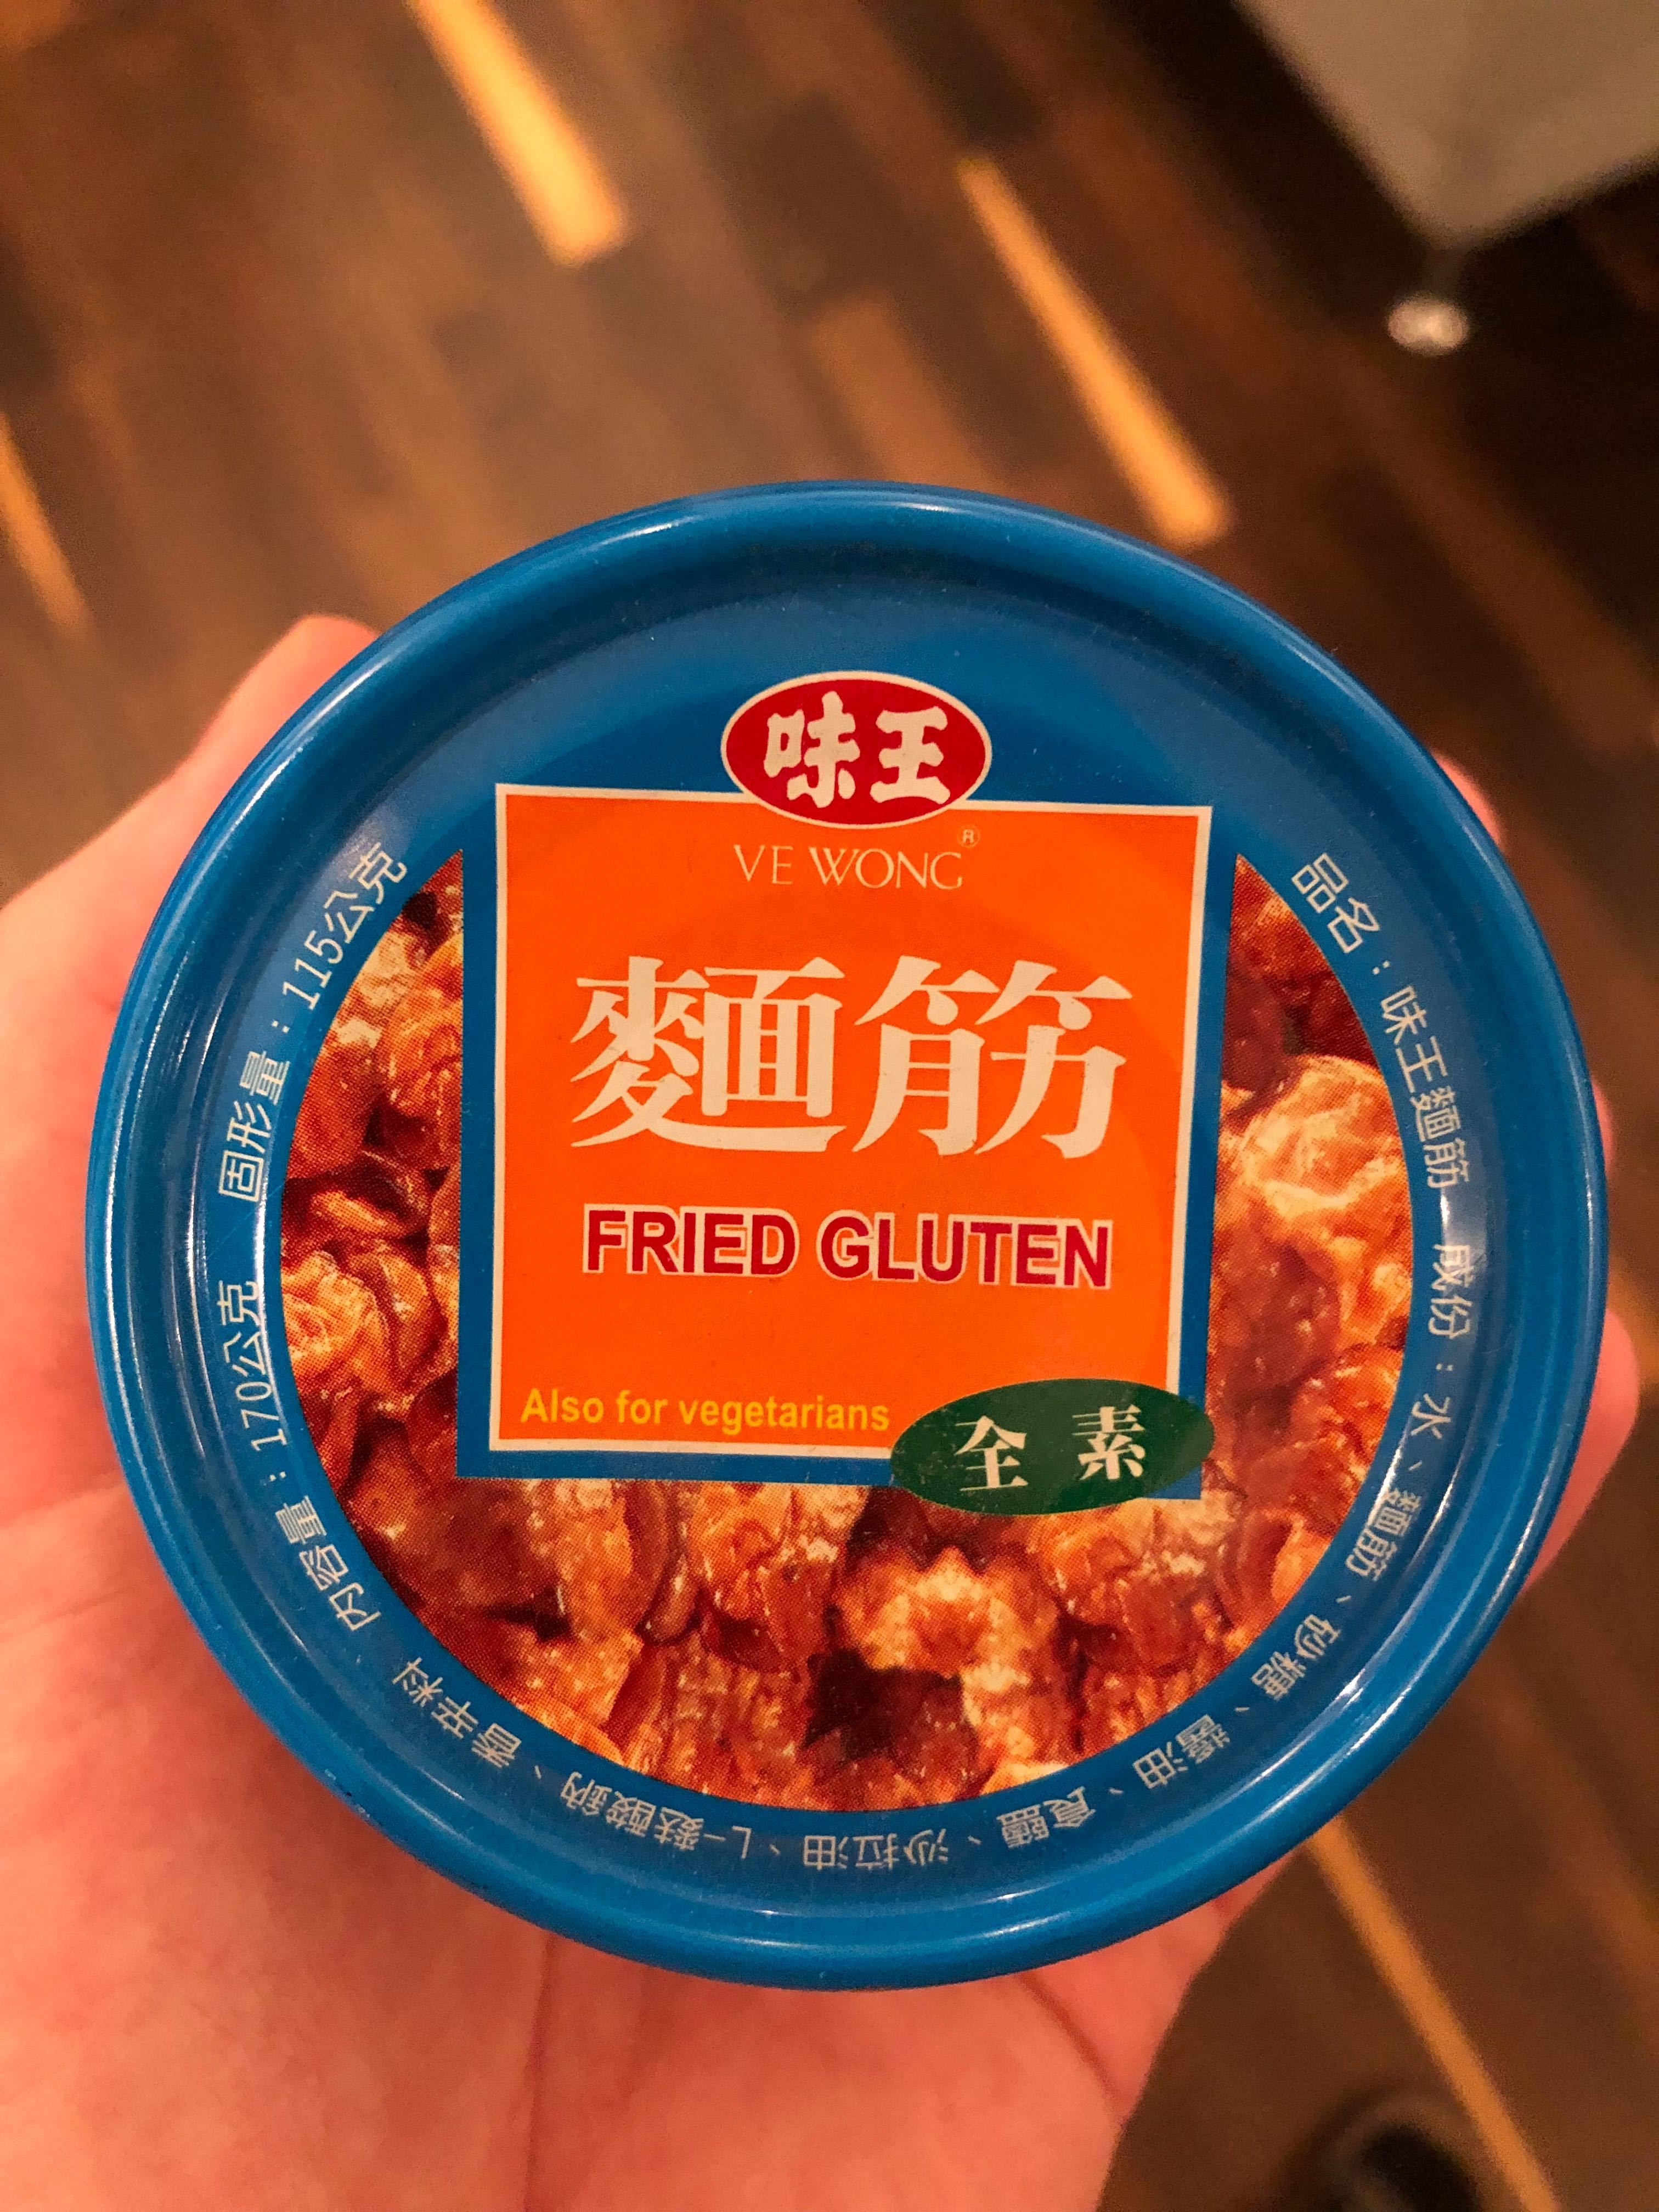 味王
VE WONG®
麵筋
FRIED GLUTEN
Also for vegetarians
全素
品名：味王麵筋 成份：水、麵筋、砂糖、醬油、食鹽、沙拉油、L-麩酸鈉、香辛料
內容量：170公克 固形量：115公克